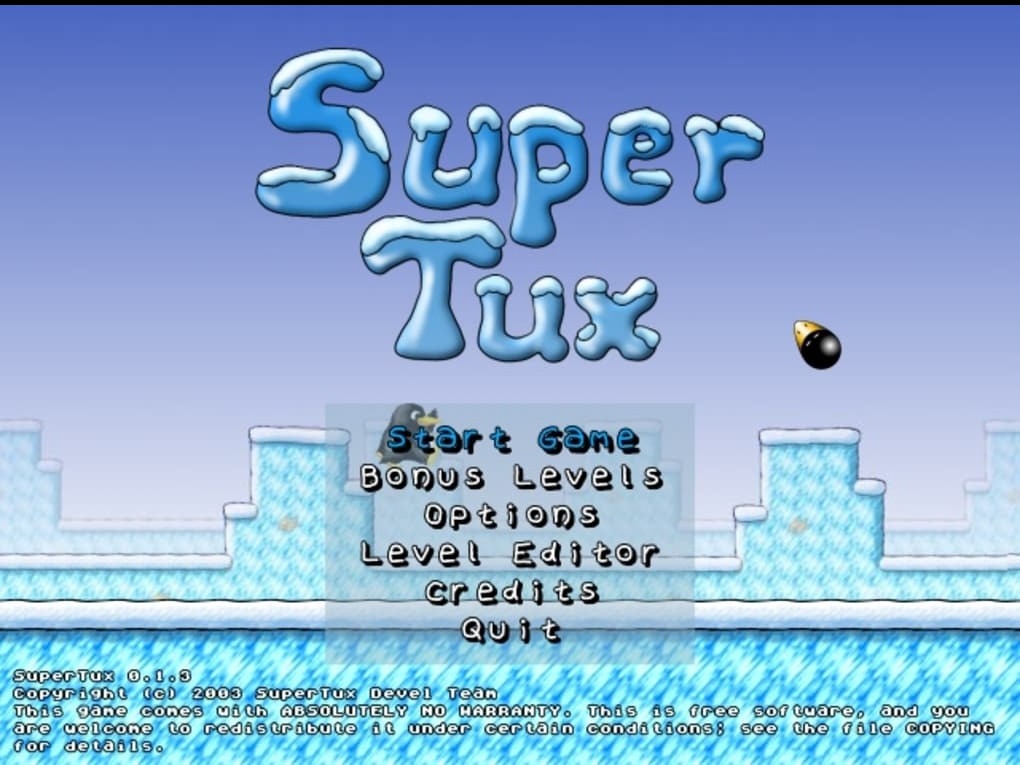 Super
Tux
Start Game
Bonus Levels
Options
Level Editor
Credits
Quit
SuperTux 0.1.3
Copyright (c) 2003 SuperTux Devel Team
This game comes with ABSOLUTELY NO WARRANTY. This is free software, and you
are welcome to redistribute it under certain conditions; see the file COPYING
for details.